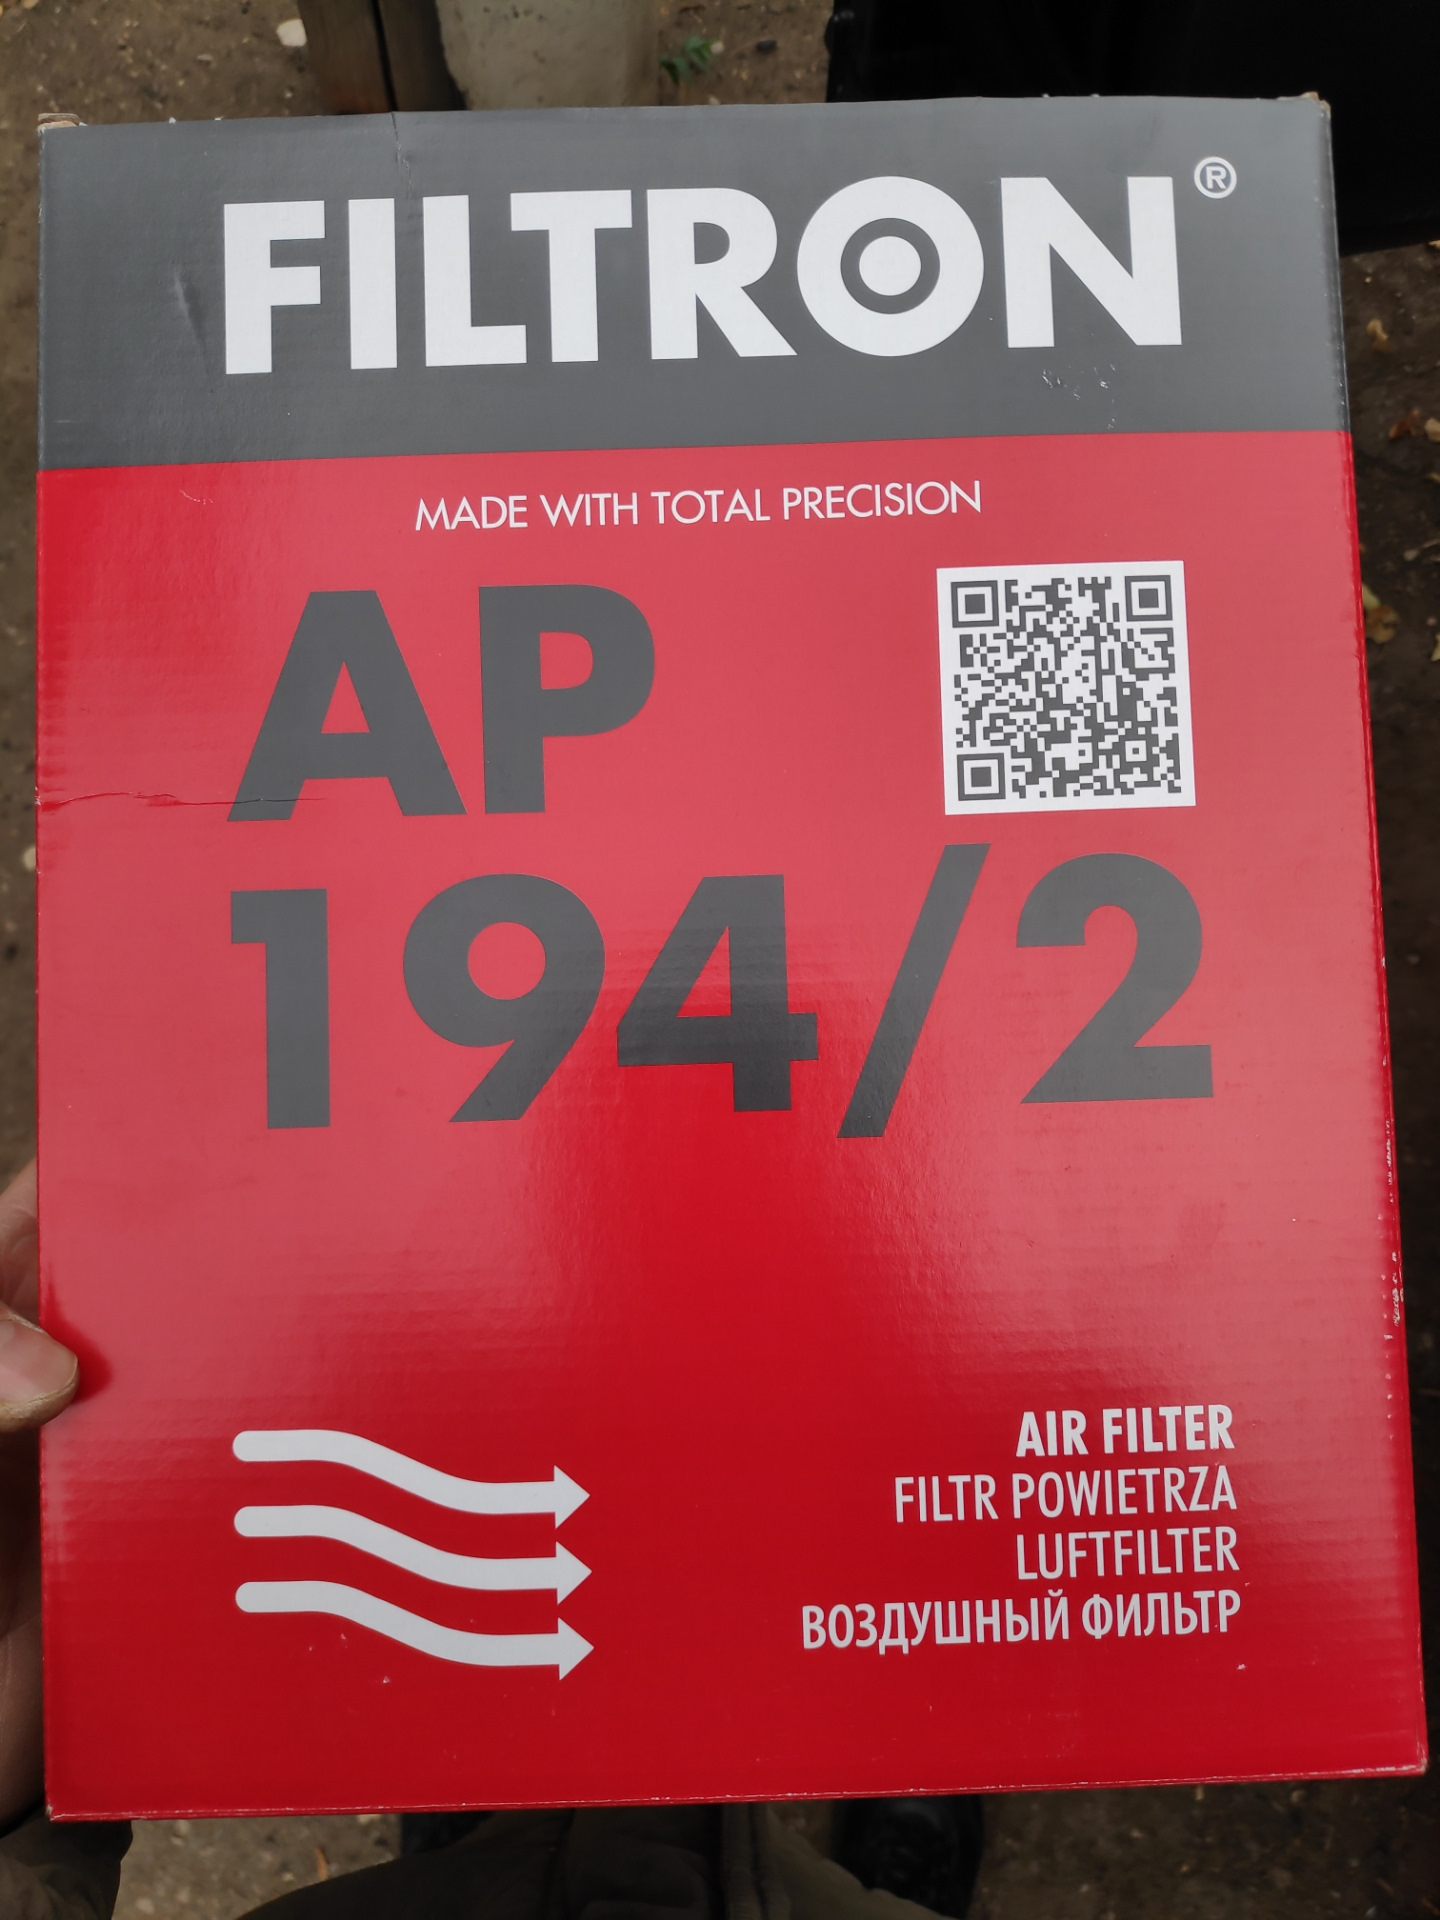 FILTRON®
MADE WITH TOTAL PRECISION
AP
194/2
AIR FILTER
FILTR POWIETRZA
LUFTFILTER
ВОЗДУШНЫЙ ФИЛЬТР